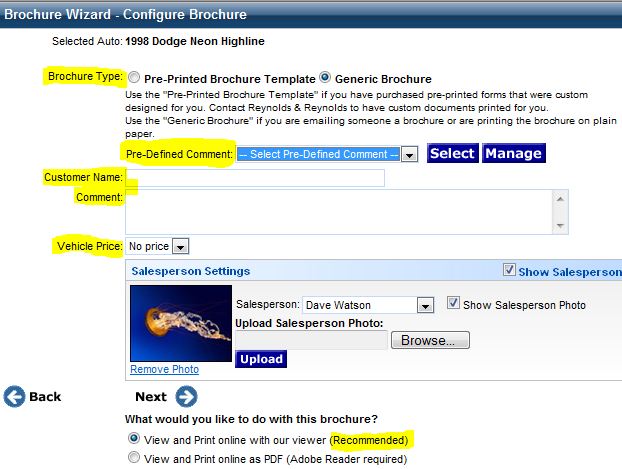 Brochure Wizard - Configure Brochure
Selected Auto: 1998 Dodge Neon Highline
Brochure Type: Pre-Printed Brochure Template Generic Brochure
Use the "Pre-Printed Brochure Template" if you have purchased pre-printed forms that were custom
designed for you. Contact Reynolds & Reynolds to have custom documents printed for you.
Use the "Generic Brochure" if you are emailing someone a brochure or are printing the brochure on plain
paper.
Pre-Defined Comment: -- Select Pre-Defined Comment -- Select Manage
Customer Name:
Comment:
Vehicle Price: No price
Salesperson Settings Show Salesperson
Salesperson: Dave Watson Show Salesperson Photo
Upload Salesperson Photo:
Browse...
Upload
Remove Photo
Back Next
What would you like to do with this brochure?
View and Print online with our viewer (Recommended)
View and Print online as PDF (Adobe Reader required)